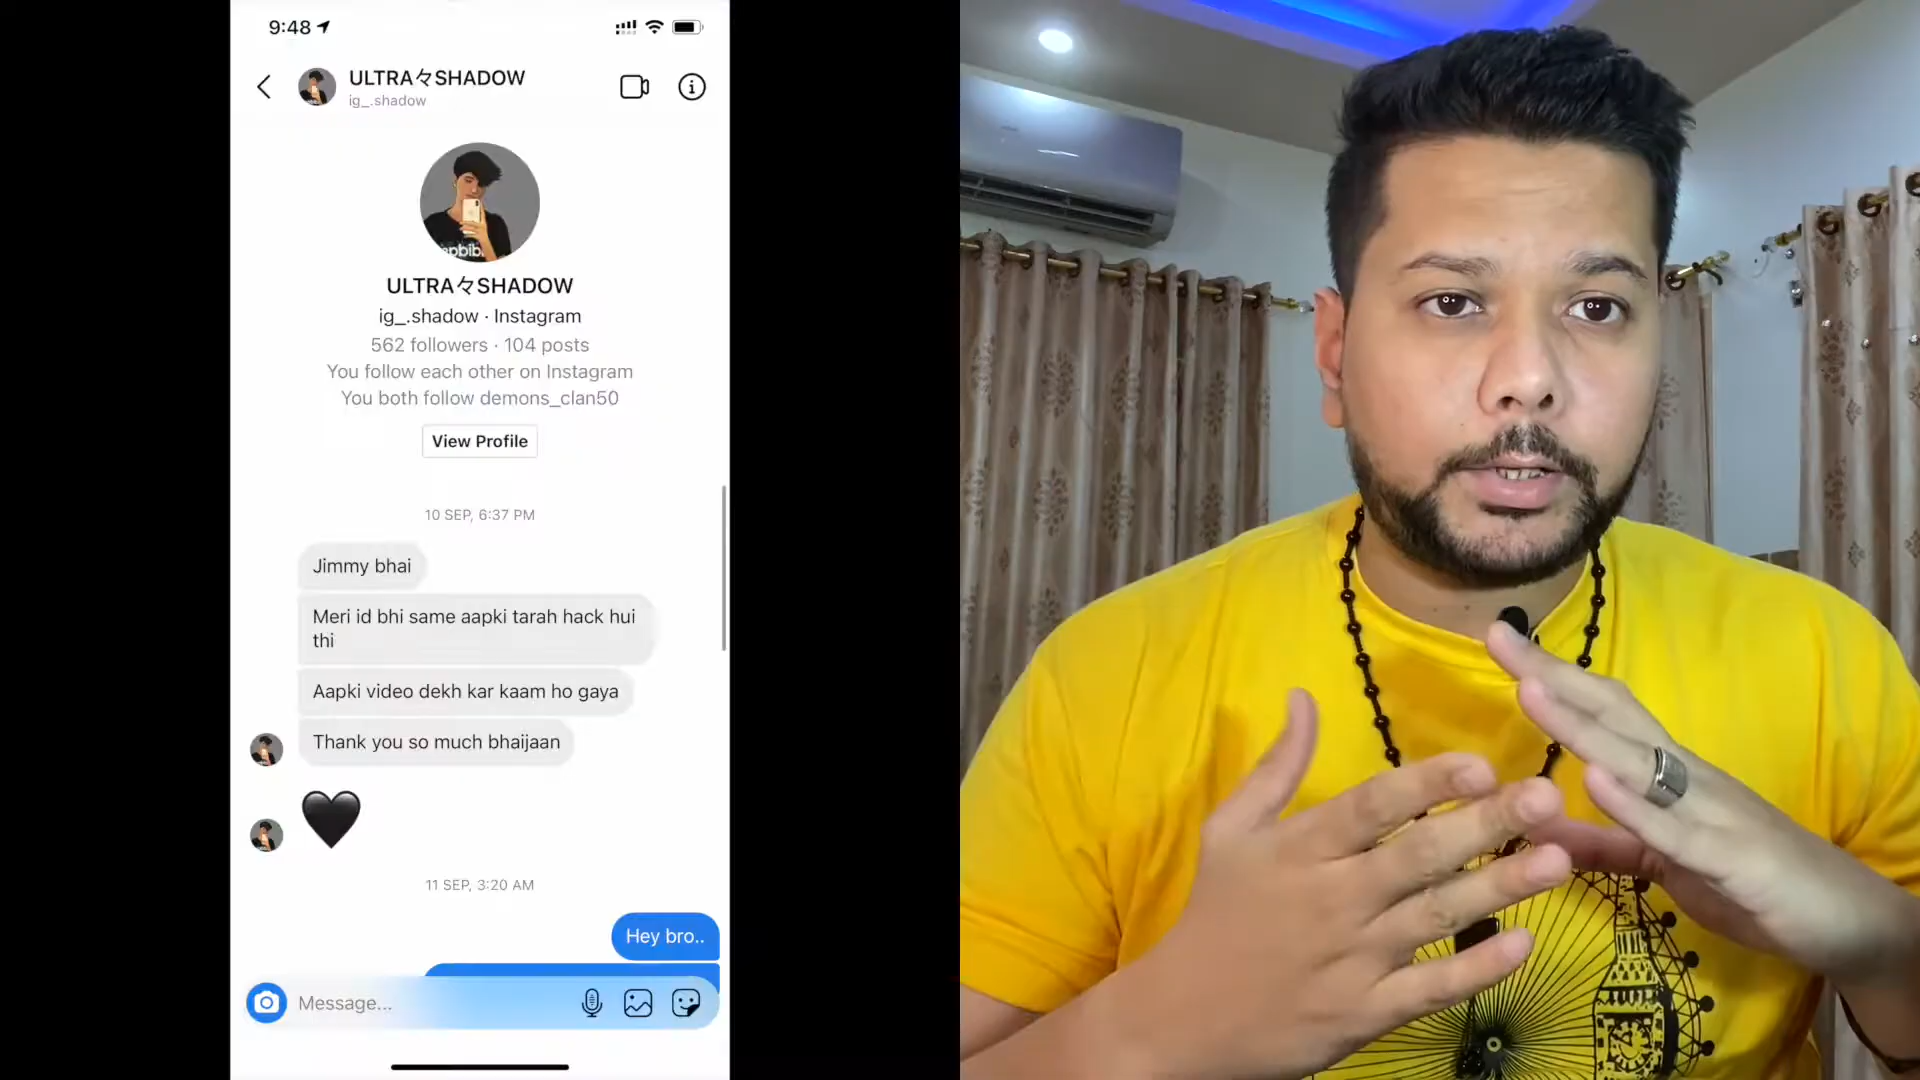 9:48
ULTRA々SHADOW
ig_.shadow
ULTRA々SHADOW
ig_.shadow · Instagram
562 followers · 104 posts
You follow each other on Instagram
You both follow demons_clan50
View Profile
10 SEP, 6:37 PM
Jimmy bhai
Meri id bhi same aapki tarah hack hui
thi
Aapki video dekh kar kaam ho gaya
Thank you so much bhaijaan
11 SEP, 3:20 AM
Hey bro..
Message...